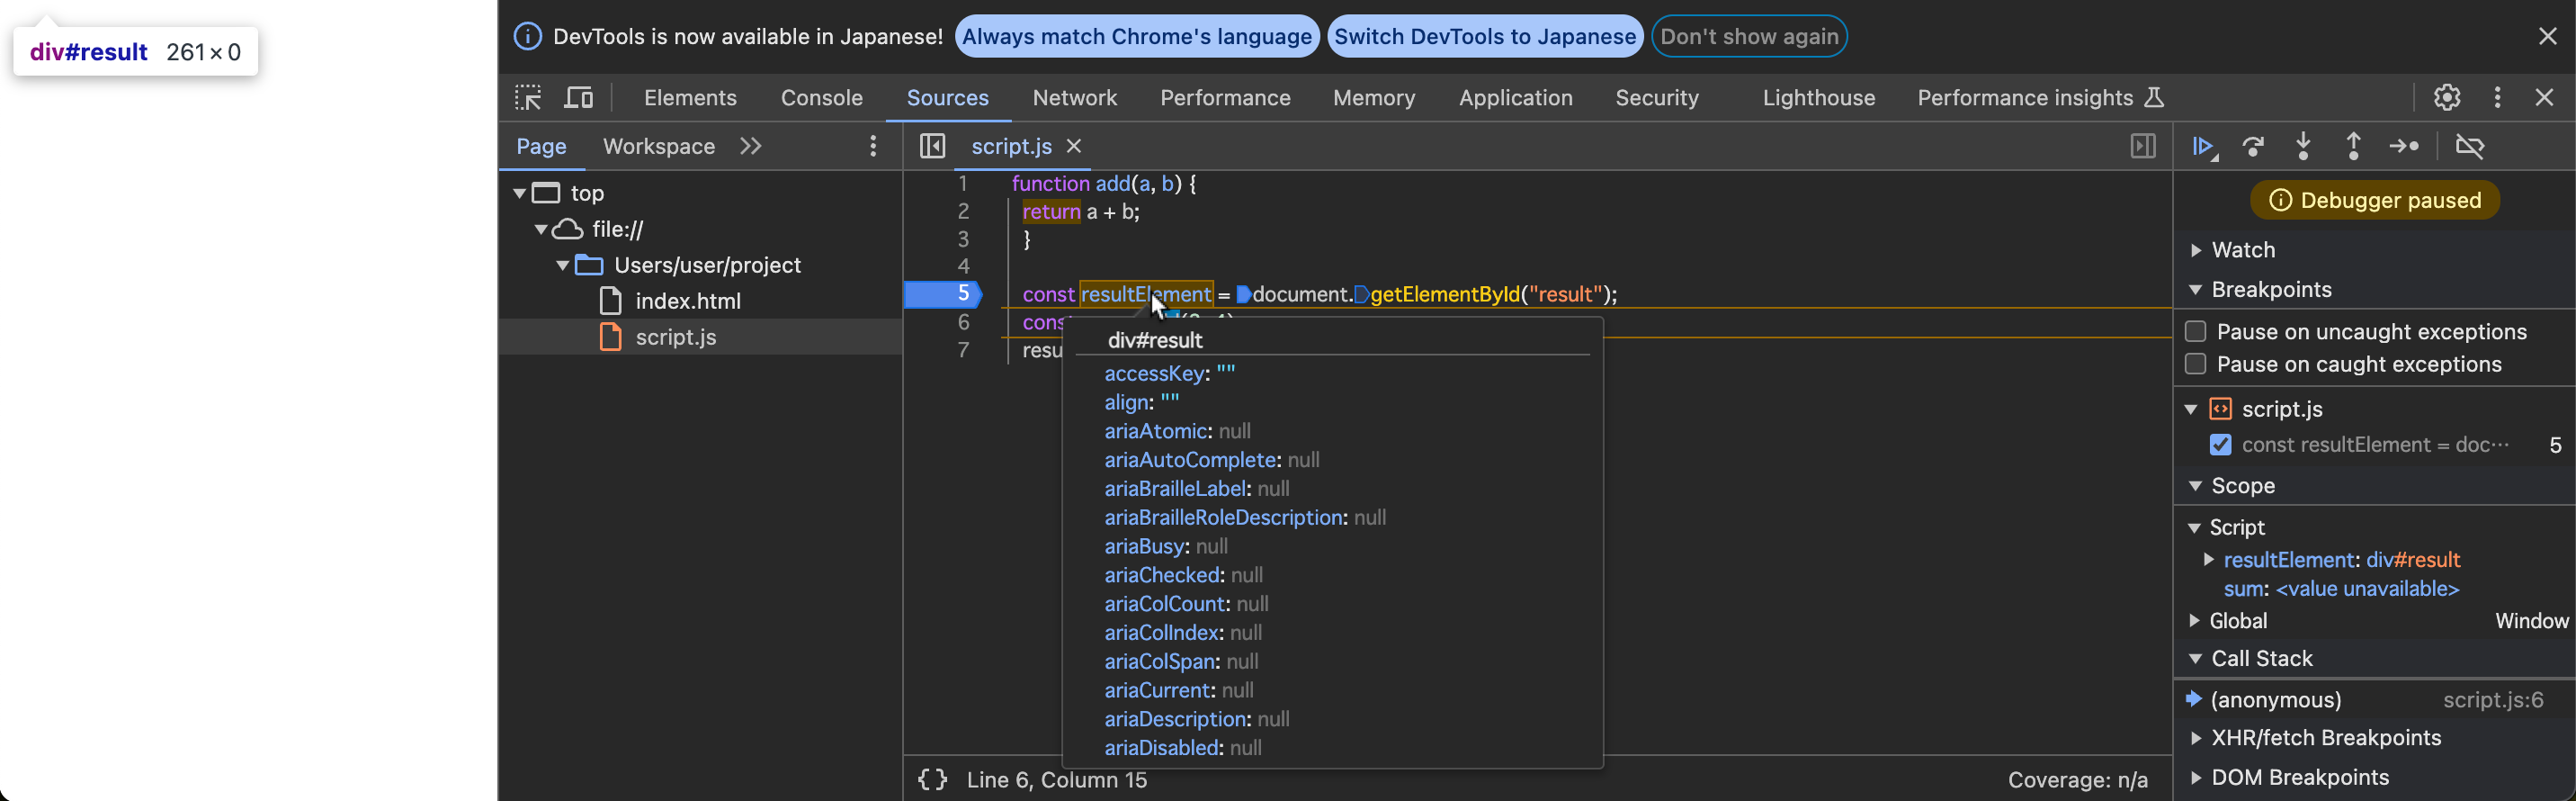 div#result 261 × 0
DevTools is now available in Japanese! Always match Chrome's language Switch DevTools to Japanese Don't show again
Elements Console Sources Network Performance Memory Application Security Lighthouse Performance insights
Page Workspace
script.js
top
file://
Users/user/project
index.html
script.js
1 function add(a, b) {
2 return a + b;
3 }
4
5 const resultElement = document.getElementById("result");
6 cons
7 resu
div#result
accessKey: ""
align: ""
ariaAtomic: null
ariaAutoComplete: null
ariaBrailleLabel: null
ariaBrailleRoleDescription: null
ariaBusy: null
ariaChecked: null
ariaColCount: null
ariaColIndex: null
ariaColSpan: null
ariaCurrent: null
ariaDescription: null
ariaDisabled: null
{ } Line 6, Column 15
Coverage: n/a
Debugger paused
Watch
Breakpoints
Pause on uncaught exceptions
Pause on caught exceptions
script.js
const resultElement = doc… 5
Scope
Script
resultElement: div#result
sum: <value unavailable>
Global Window
Call Stack
(anonymous) script.js:6
XHR/fetch Breakpoints
DOM Breakpoints